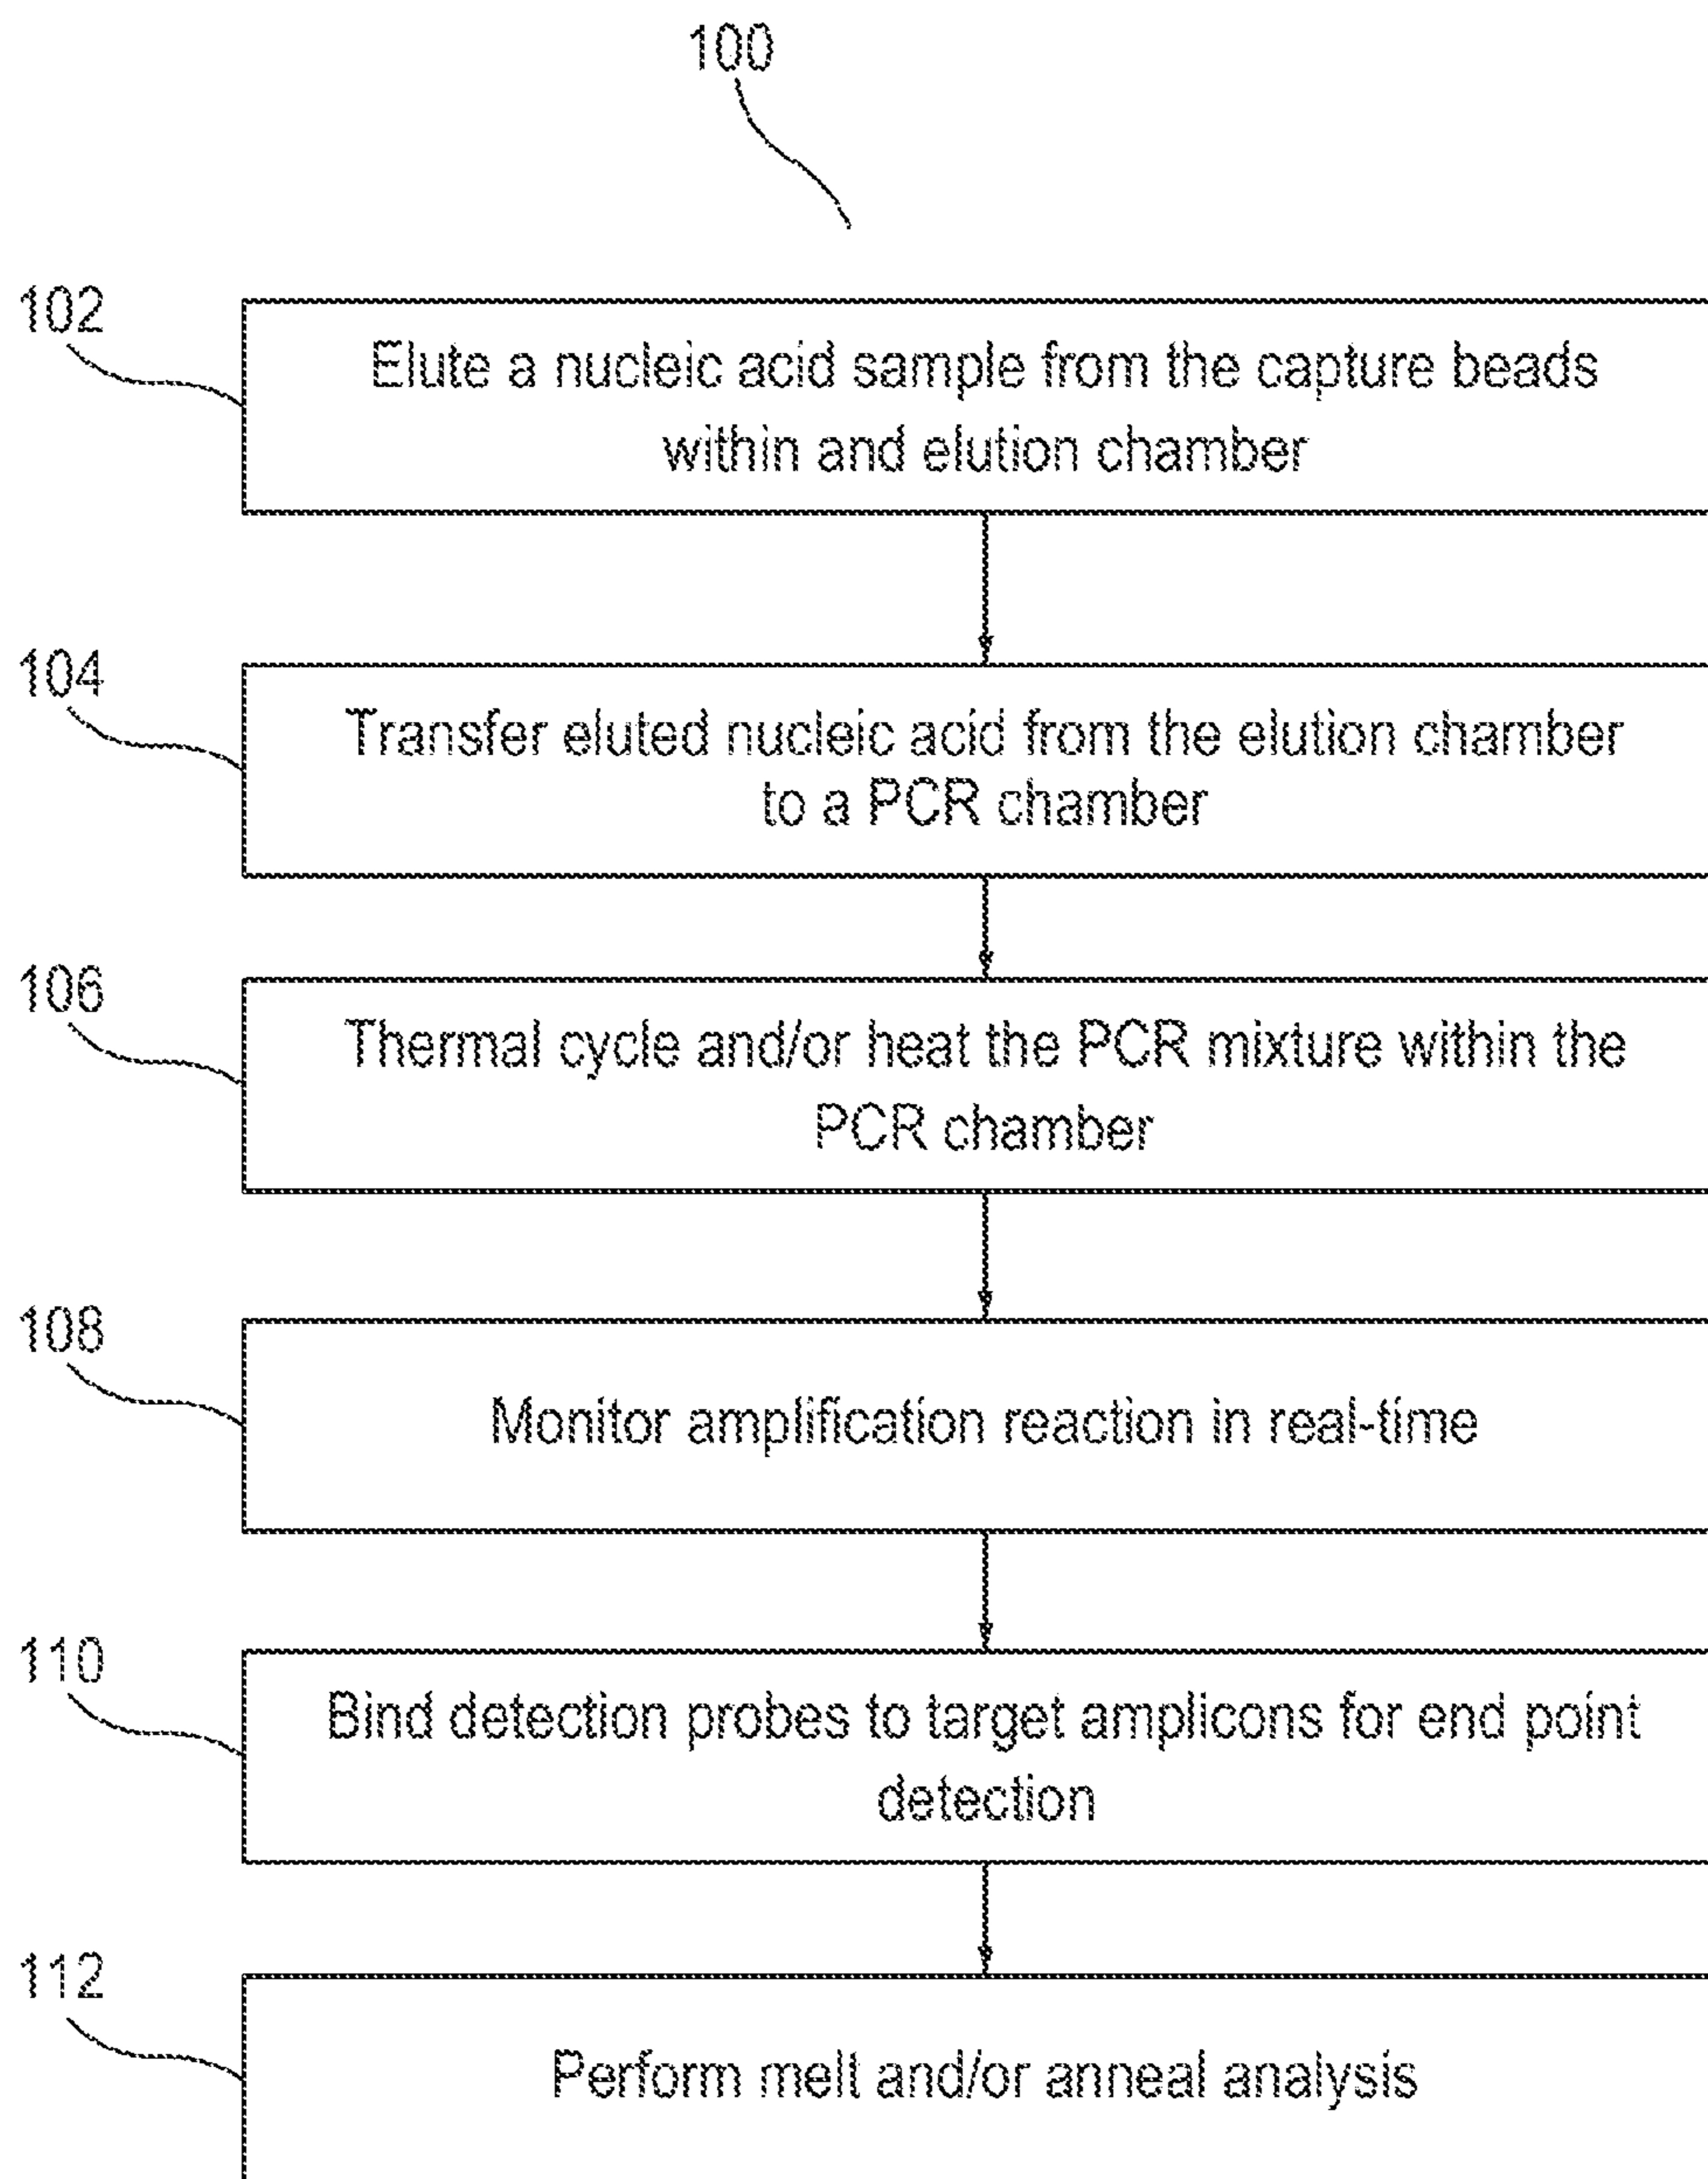 100
102
Elute a nucleic acid sample from the capture beads
within and elution chamber
104
Transfer eluted nucleic acid from the elution chamber
to a PCR chamber
106
Thermal cycle and/or heat the PCR mixture within the
PCR chamber
108
Monitor amplification reaction in real-time
110
Bind detection probes to target amplicons for end point
detection
112
Perform melt and/or anneal analysis